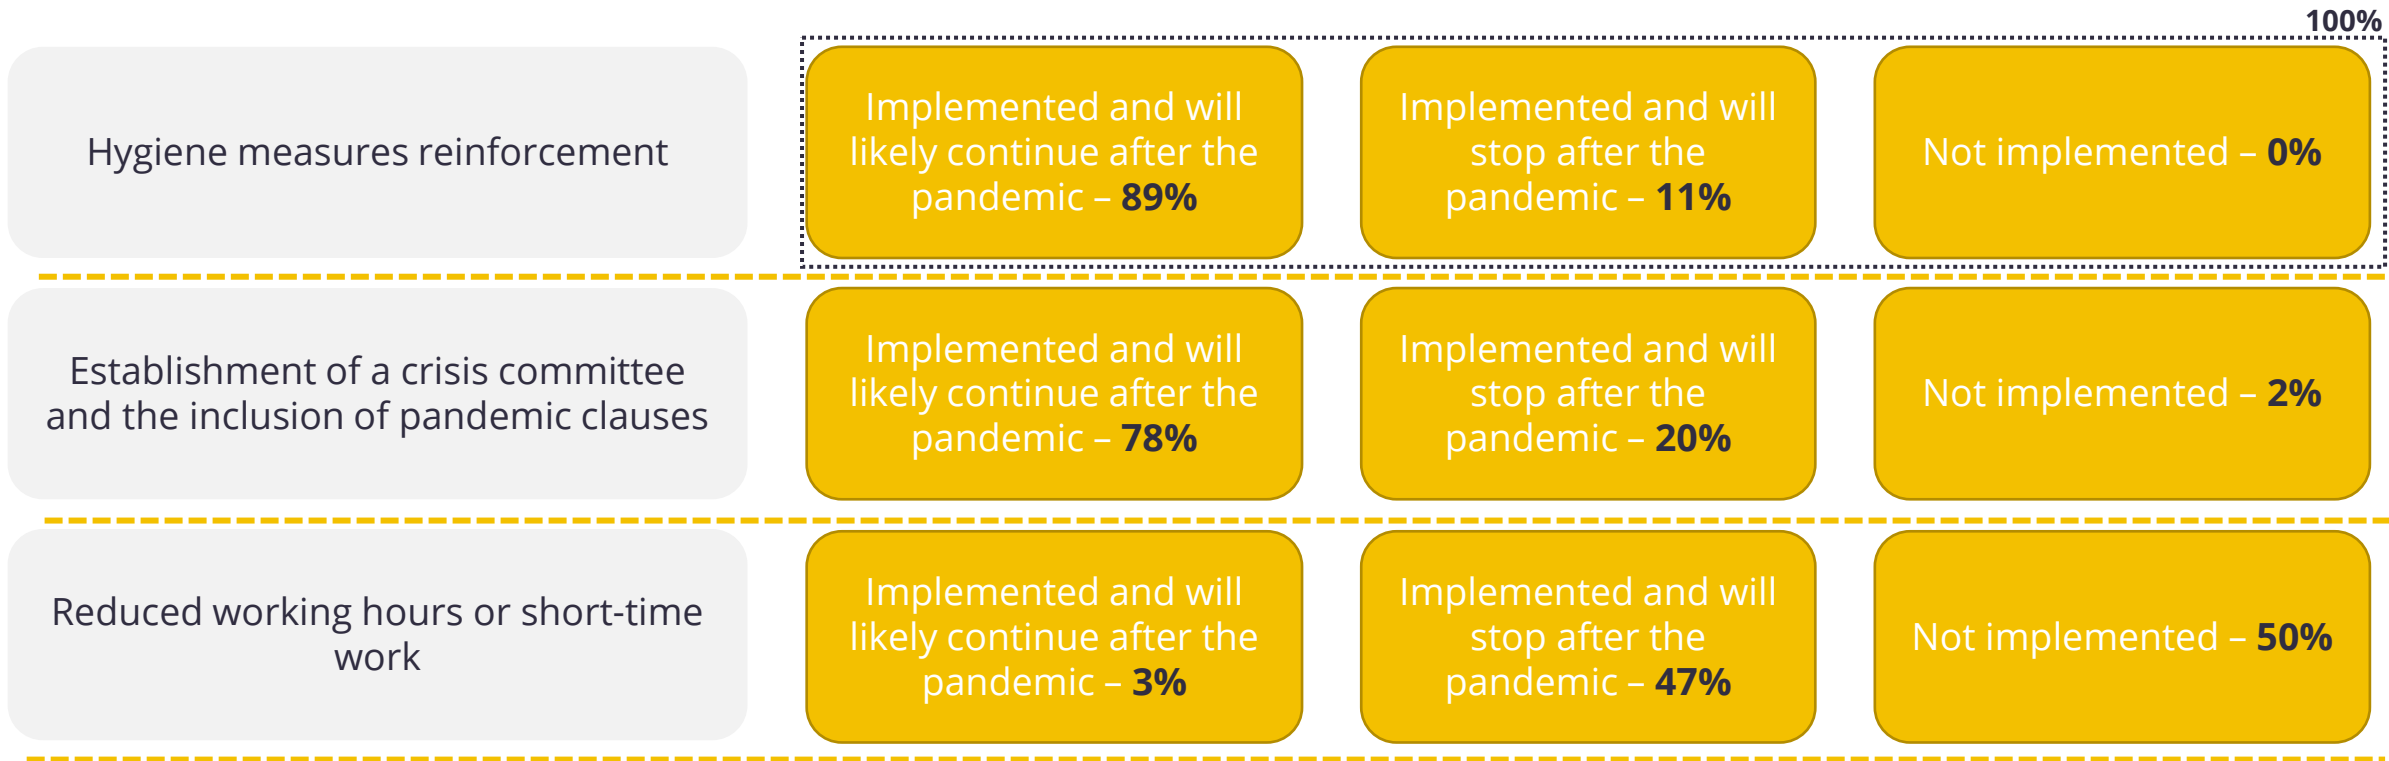 100%
Hygiene measures reinforcement
Implemented and will
likely continue after the
pandemic – 89%
Implemented and will
stop after the
pandemic – 11%
Not implemented – 0%
Establishment of a crisis committee
and the inclusion of pandemic clauses
Implemented and will
likely continue after the
pandemic – 78%
Implemented and will
stop after the
pandemic – 20%
Not implemented – 2%
Reduced working hours or short-time
work
Implemented and will
likely continue after the
pandemic – 3%
Implemented and will
stop after the
pandemic – 47%
Not implemented – 50%